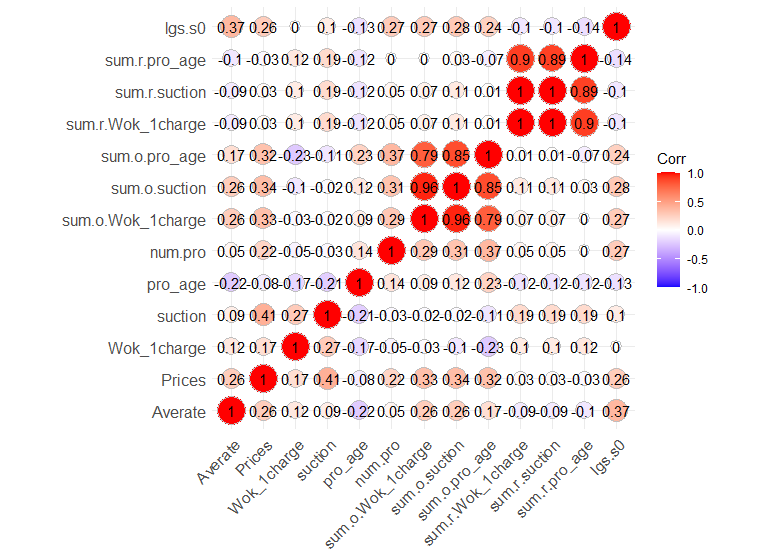 lgs.s0 0.37 0.26 0 0.1 -0.13 0.27 0.27 0.28 0.24 -0.1 -0.1 -0.14 1
sum.r.pro_age -0.1 -0.03 0.12 0.19 -0.12 0 0 0.03 -0.07 0.9 0.89 1 -0.14
sum.r.suction -0.09 0.03 0.1 0.19 -0.12 0.05 0.07 0.11 0.01 1 1 0.89 -0.1
sum.r.Wok_1charge -0.09 0.03 0.1 0.19 -0.12 0.05 0.07 0.11 0.01 1 1 0.9 -0.1
sum.o.pro_age 0.17 0.32 -0.23 -0.11 0.23 0.37 0.79 0.85 1 0.01 0.01 -0.07 0.24
Corr
sum.o.suction 0.26 0.34 -0.1 -0.02 0.12 0.31 0.96 1 0.85 0.11 0.11 0.03 0.28
1.0
sum.o.Wok_1charge 0.26 0.33 -0.03 -0.02 0.09 0.29 1 0.96 0.79 0.07 0.07 0 0.27
0.5
num.pro 0.05 0.22 -0.05 -0.03 0.14 1 0.29 0.31 0.37 0.05 0.05 0 0.27
0.0
pro_age -0.22 -0.08 -0.17 -0.21 1 0.14 0.09 0.12 0.23 -0.12 -0.12 -0.12 -0.13
-0.5
suction 0.09 0.41 0.27 1 -0.21 -0.03 -0.02 -0.02 -0.11 0.19 0.19 0.19 0.1
-1.0
Wok_1charge 0.12 0.17 1 0.27 -0.17 -0.05 -0.03 -0.1 -0.23 0.1 0.1 0.12 0
Prices 0.26 1 0.17 0.41 -0.08 0.22 0.33 0.34 0.32 0.03 0.03 -0.03 0.26
Averate 1 0.26 0.12 0.09 -0.22 0.05 0.26 0.26 0.17 -0.09 -0.09 -0.1 0.37
Averate
Prices
Wok_1charge
suction
pro_age
num.pro
sum.o.Wok_1charge
sum.o.suction
sum.o.pro_age
sum.r.Wok_1charge
sum.r.suction
sum.r.pro_age
lgs.s0